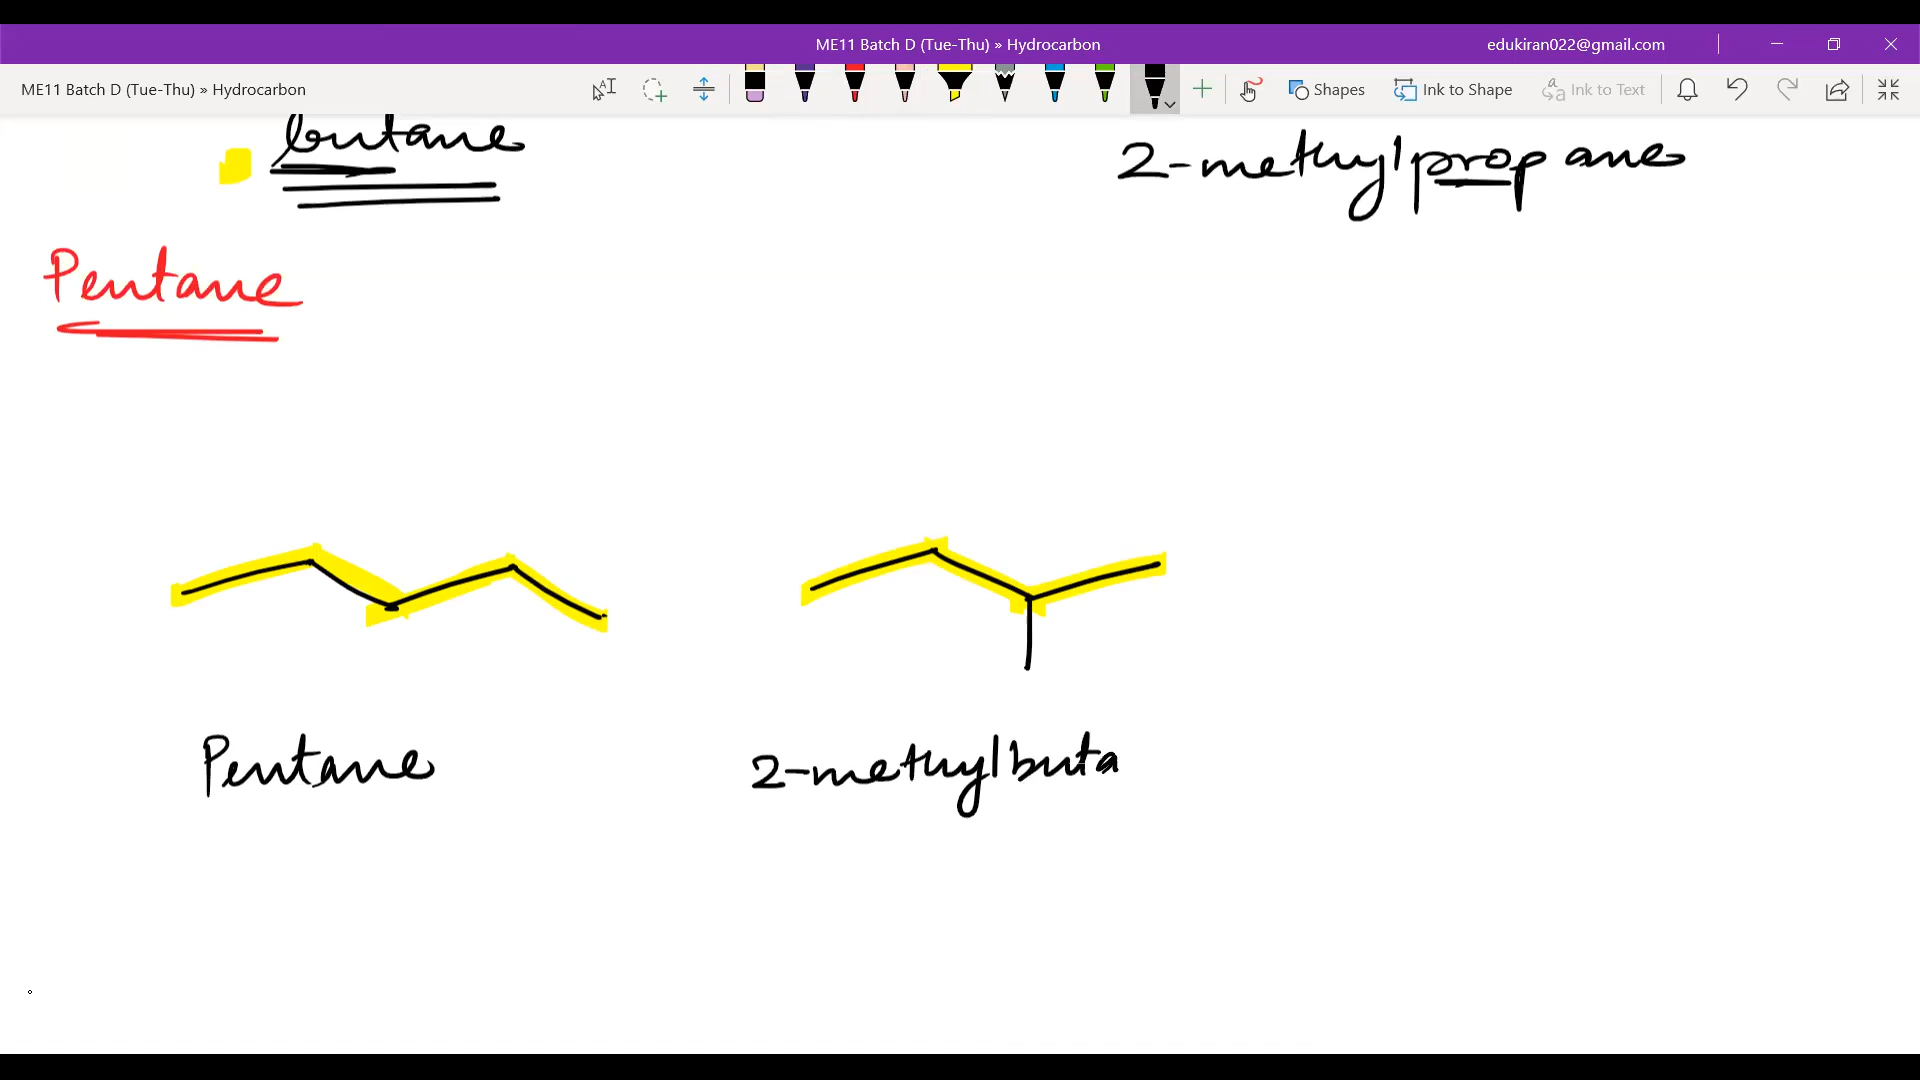 ME11 Batch D (Tue-Thu) » Hydrocarbon
edukiran022@gmail.com
ME11 Batch D (Tue-Thu) » Hydrocarbon
Shapes
Ink to Shape
Ink to Text
butane
2-methylpropane
Pentane
Pentane
2-methylbuta